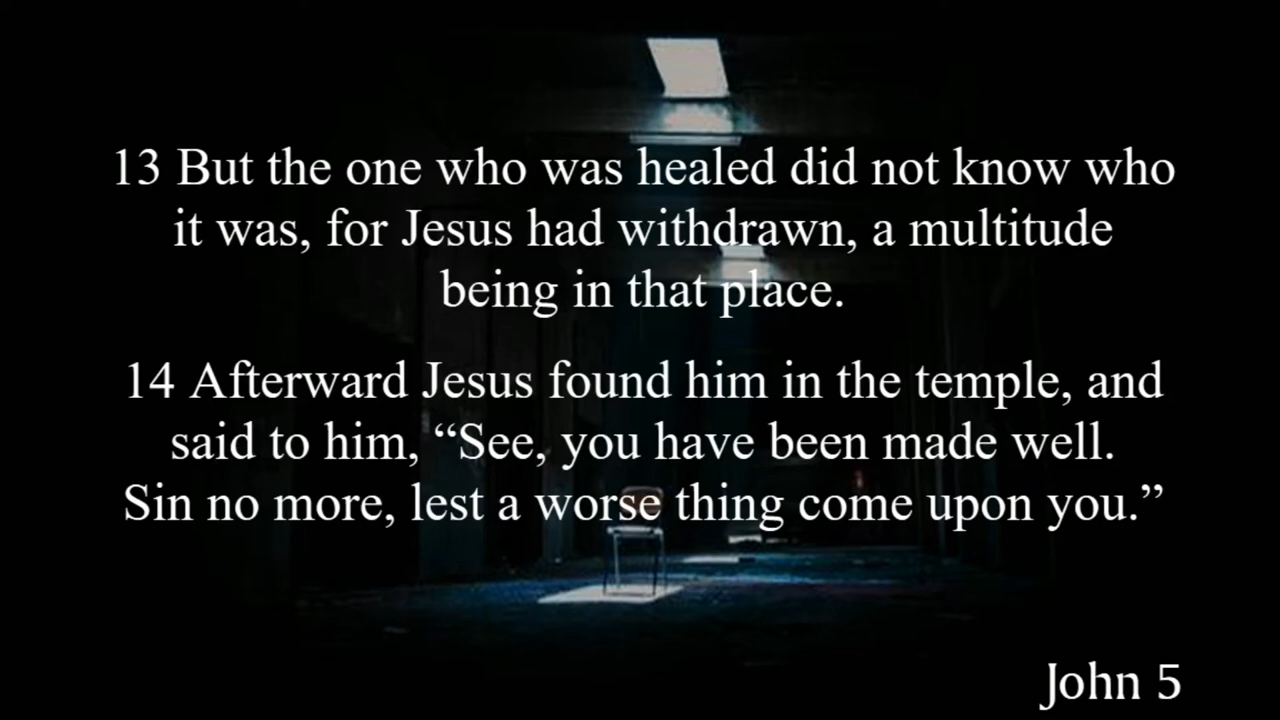 13 But the one who was healed did not know who
it was, for Jesus had withdrawn, a multitude
being in that place.
14 Afterward Jesus found him in the temple, and
said to him, “See, you have been made well.
Sin no more, lest a worse thing come upon you.”
John 5